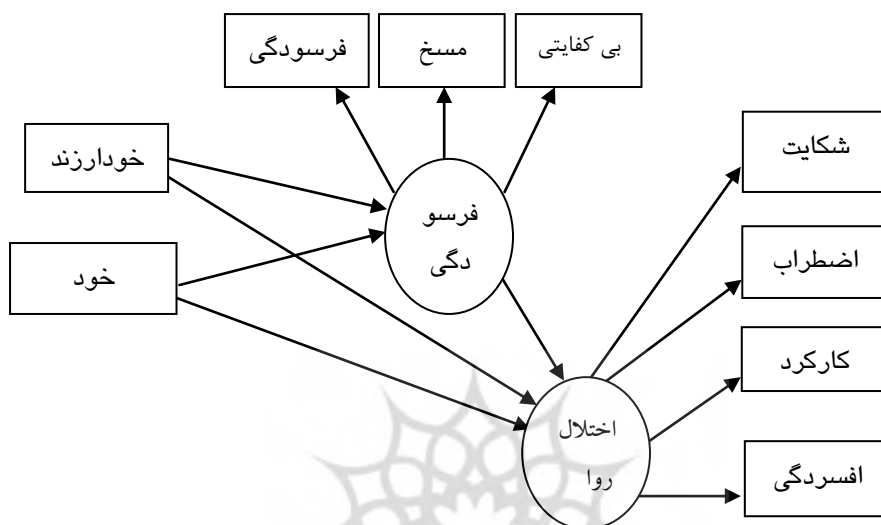 بی کفایتی
مسخ
فرسودگی
شکایت
خودارزند
فرسو
دگی
اضطراب
خود
کارکرد
اختلال
روا
افسردگی